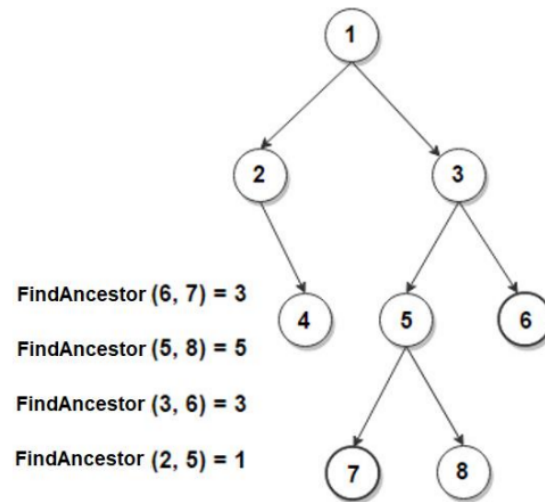 1
2
3
FindAncestor (6, 7) = 3
4
5
6
FindAncestor (5, 8) = 5
FindAncestor (3, 6) = 3
FindAncestor (2, 5) = 1
7
8